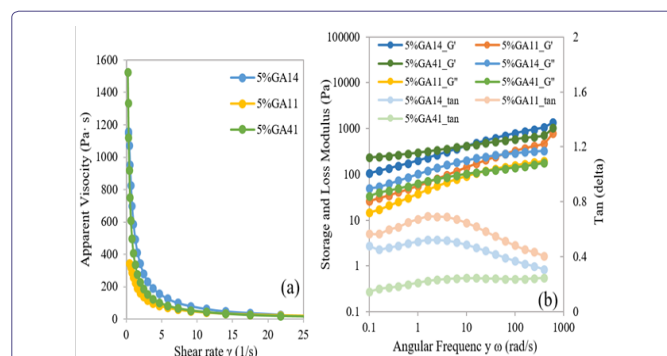 1600
1400
1200
1000
800
600
400
200
0
Apparent Visocity (Pa· s)
5%GA14
5%GA11
5%GA41
(a)
0 5 10 15 20 25
Shear rate γ (1/s)
5%GA14_G' 5%GA11_G'
5%GA41_G' 5%GA14_G"
5%GA11_G" 5%GA41_G"
5%GA14_tan 5%GA11_tan
5%GA41_tan
100000
10000
1000
100
10
1
0.1
Storage and Loss Modulus (Pa)
2
1.6
1.2
0.8
0.4
0
Tan (delta)
(b)
0.1 1 10 100 1000
Angular Frequenc y ω (rad/s)